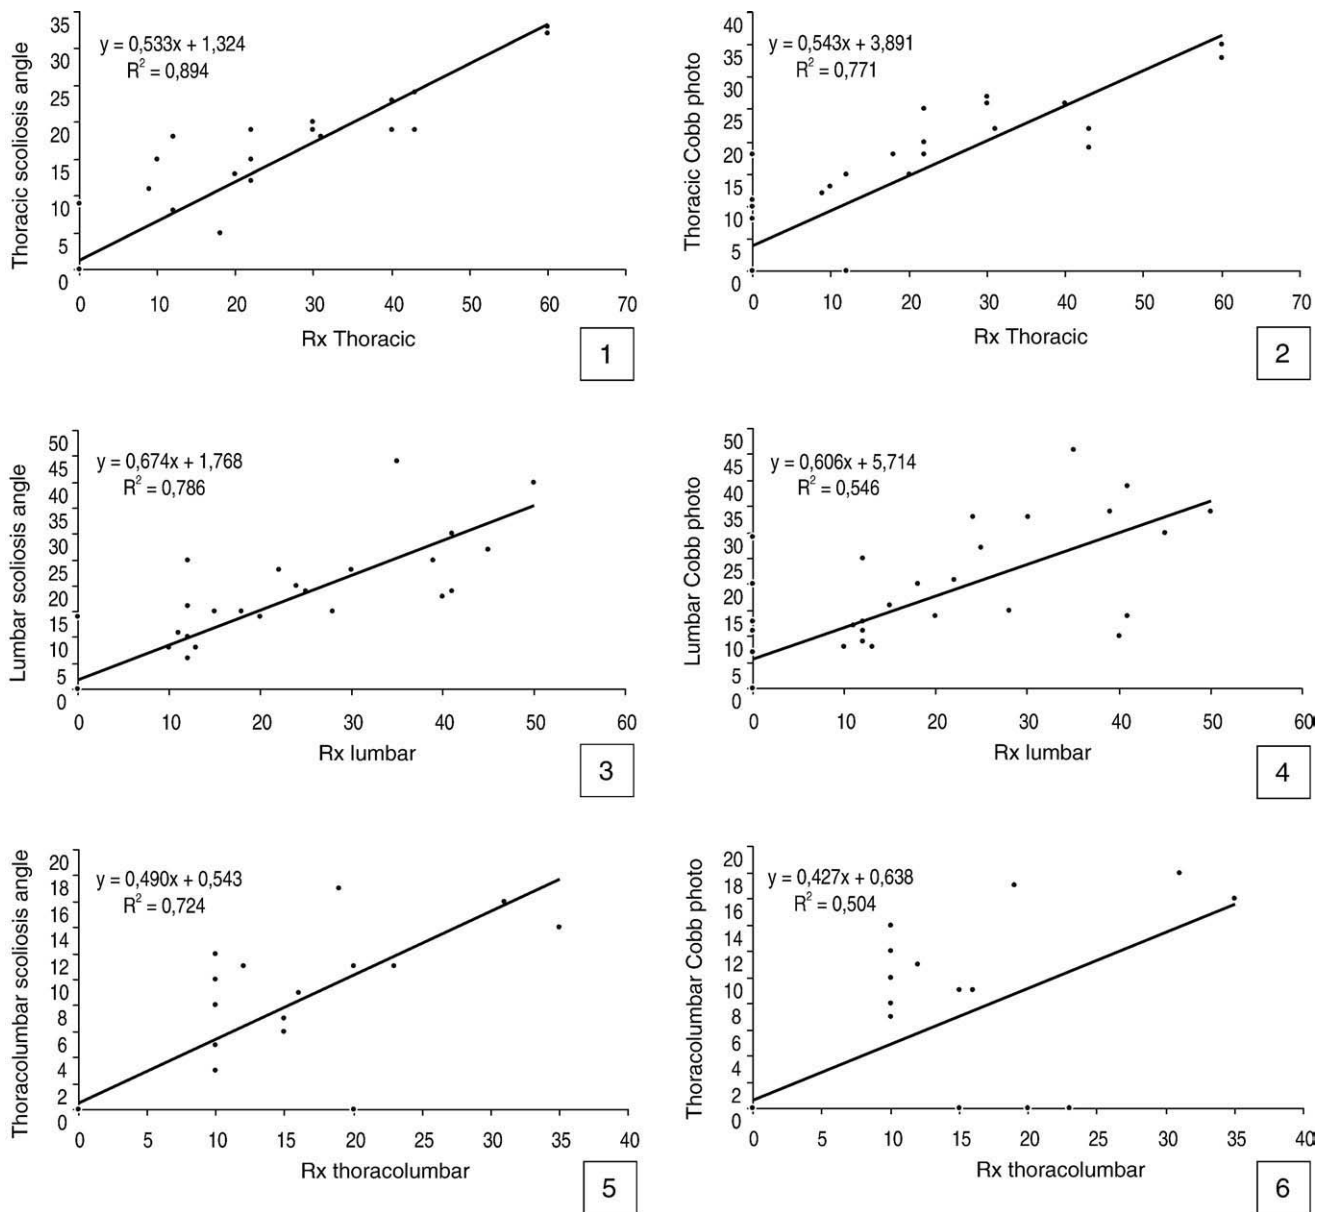 Thoracic scoliosis angle
35
30
25
20
15
10
5
0
y = 0,533x + 1,324
R² = 0,894
0 10 20 30 40 50 60 70
Rx Thoracic
1
Thoracic Cobb photo
40
35
30
25
20
15
10
5
0
y = 0,543x + 3,891
R² = 0,771
0 10 20 30 40 50 60 70
Rx Thoracic
2
Lumbar scoliosis angle
50
45
40
35
30
25
20
15
10
5
0
y = 0,674x + 1,768
R² = 0,786
0 10 20 30 40 50 60
Rx lumbar
3
Lumbar Cobb photo
50
45
40
35
30
25
20
15
10
5
0
y = 0,606x + 5,714
R² = 0,546
0 10 20 30 40 50 60
Rx lumbar
4
Thoracolumbar scoliosis angle
20
18
16
14
12
10
8
6
4
2
0
y = 0,490x + 0,543
R² = 0,724
0 5 10 15 20 25 30 35 40
Rx thoracolumbar
5
Thoracolumbar Cobb photo
20
18
16
14
12
10
8
6
4
2
0
y = 0,427x + 0,638
R² = 0,504
0 5 10 15 20 25 30 35 40
Rx thoracolumbar
6